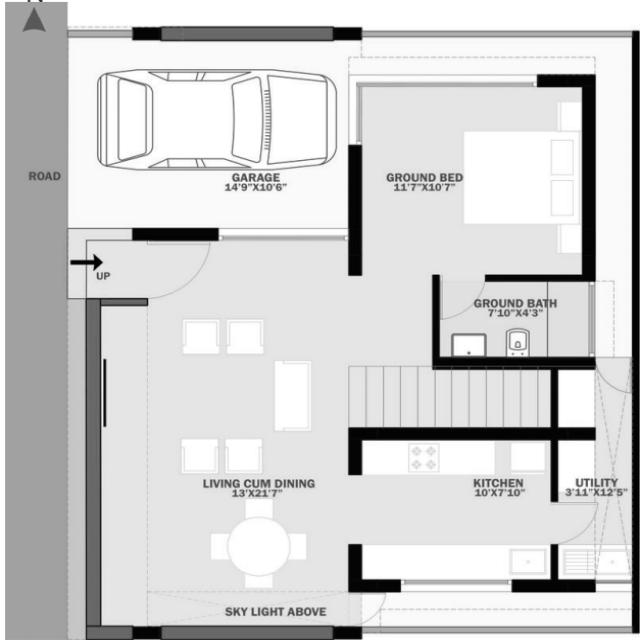 N
ROAD
GARAGE
14'9"X10'6"
GROUND BED
11'7"X10'7"
UP
GROUND BATH
7'10"X4'3"
LIVING CUM DINING
13'X21'7"
KITCHEN
10'X7'10"
UTILITY
3'11"X12'5"
SKY LIGHT ABOVE